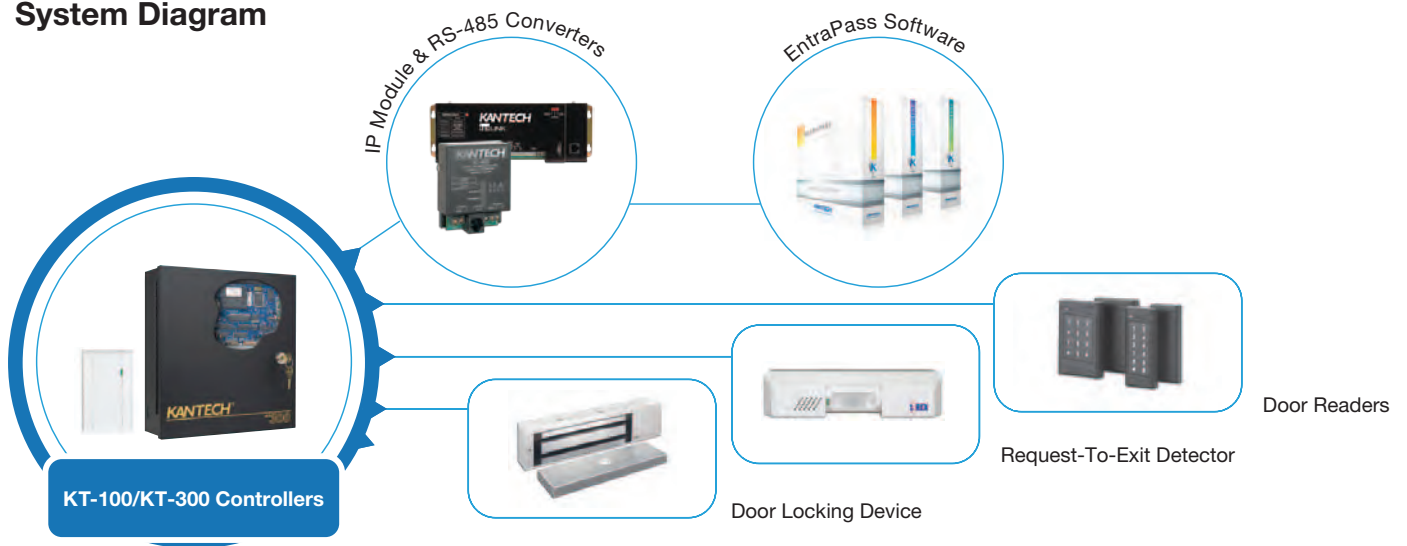 System Diagram
IP Module & RS-485 Converters
EntraPass Software
KANTECH
KANTECH
KANTECH
300
KT-100/KT-300 Controllers
Door Readers
Request-To-Exit Detector
Door Locking Device